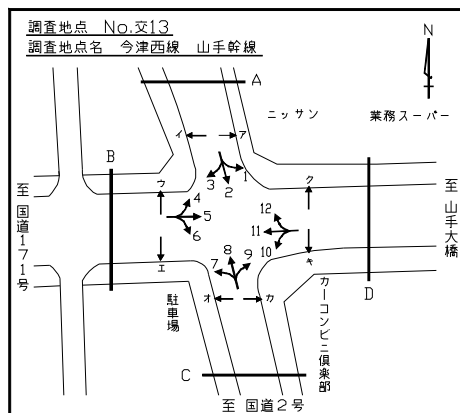 調査地点 No.交13
調査地点名 今津西線 山手幹線
N
A
ニッサン
業務スーパー
イ
ア
B
1
2
3
ウ
ク
至 国道171号
4
5
6
12
11
10
至 山手大橋
エ
キ
7
8
9
D
駐車場
オ
カ
カーコンビニ倶楽部
C
至 国道2号